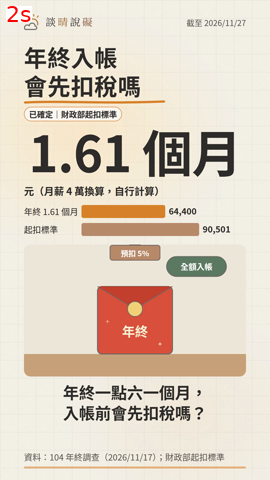 2s
談晴說礙
截至 2026/11/27
年終入帳
會先扣稅嗎
已確定｜財政部起扣標準
1.61 個月
元（月薪 4 萬換算，自行計算）
年終 1.61 個月 64,400
起扣標準 90,501
預扣 5%
全額入帳
年終
年終一點六一個月，
入帳前會先扣稅嗎？
資料：104 年終調查（2026/11/17）；財政部起扣標準